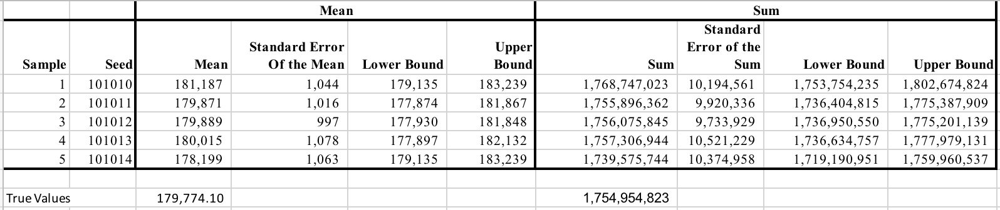 Mean Sum
Standard
Standard Error Upper Error of the
Sample Seed Mean Of the Mean Lower Bound Bound Sum Sum Lower Bound Upper Bound
1 101010 181,187 1,044 179,135 183,239 1,768,747,023 10,194,561 1,753,754,235 1,802,674,824
2 101011 179,871 1,016 177,874 181,867 1,755,896,362 9,920,336 1,736,404,815 1,775,387,909
3 101012 179,889 997 177,930 181,848 1,756,075,845 9,733,929 1,736,950,550 1,775,201,139
4 101013 180,015 1,078 177,897 182,132 1,757,306,944 10,521,229 1,736,634,757 1,777,979,131
5 101014 178,199 1,063 179,135 183,239 1,739,575,744 10,374,958 1,719,190,951 1,759,960,537
True Values 179,774.10 1,754,954,823